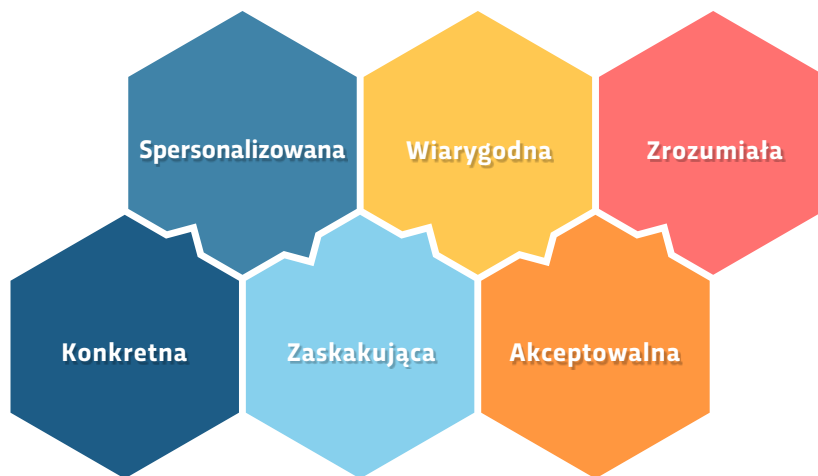 Spersonalizowana
Wiarygodna
Zrozumiała
Konkretna
Zaskakująca
Akceptowalna